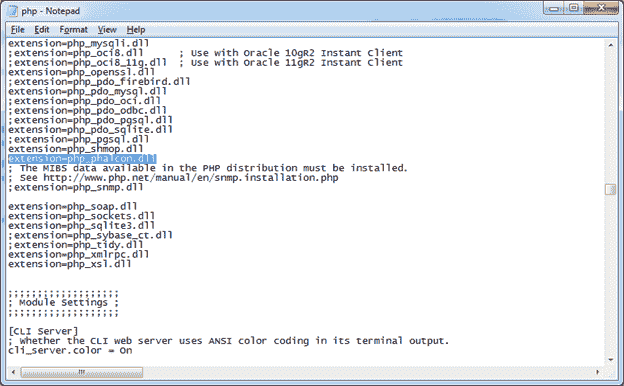 php - Notepad
File Edit Format View Help
extension=php_mysqli.dll
;extension=php_oci8.dll ; Use with Oracle 10gR2 Instant Client
;extension=php_oci8_11g.dll ; Use with Oracle 11gR2 Instant Client
extension=php_openssl.dll
;extension=php_pdo_firebird.dll
extension=php_pdo_mysql.dll
;extension=php_pdo_oci.dll
;extension=php_pdo_odbc.dll
;extension=php_pdo_pgsql.dll
extension=php_pdo_sqlite.dll
;extension=php_pgsql.dll
extension=php_shmop.dll
extension=php_phalcon.dll
; The MIBS data available in the PHP distribution must be installed.
; See http://www.php.net/manual/en/snmp.installation.php
;extension=php_snmp.dll
extension=php_soap.dll
extension=php_sockets.dll
extension=php_sqlite3.dll
;extension=php_sybase_ct.dll
;extension=php_tidy.dll
extension=php_xmlrpc.dll
extension=php_xsl.dll
;;;;;;;;;;;;;;;;;;;
; Module Settings ;
;;;;;;;;;;;;;;;;;;;
[CLI Server]
; Whether the CLI web server uses ANSI color coding in its terminal output.
cli_server.color = On